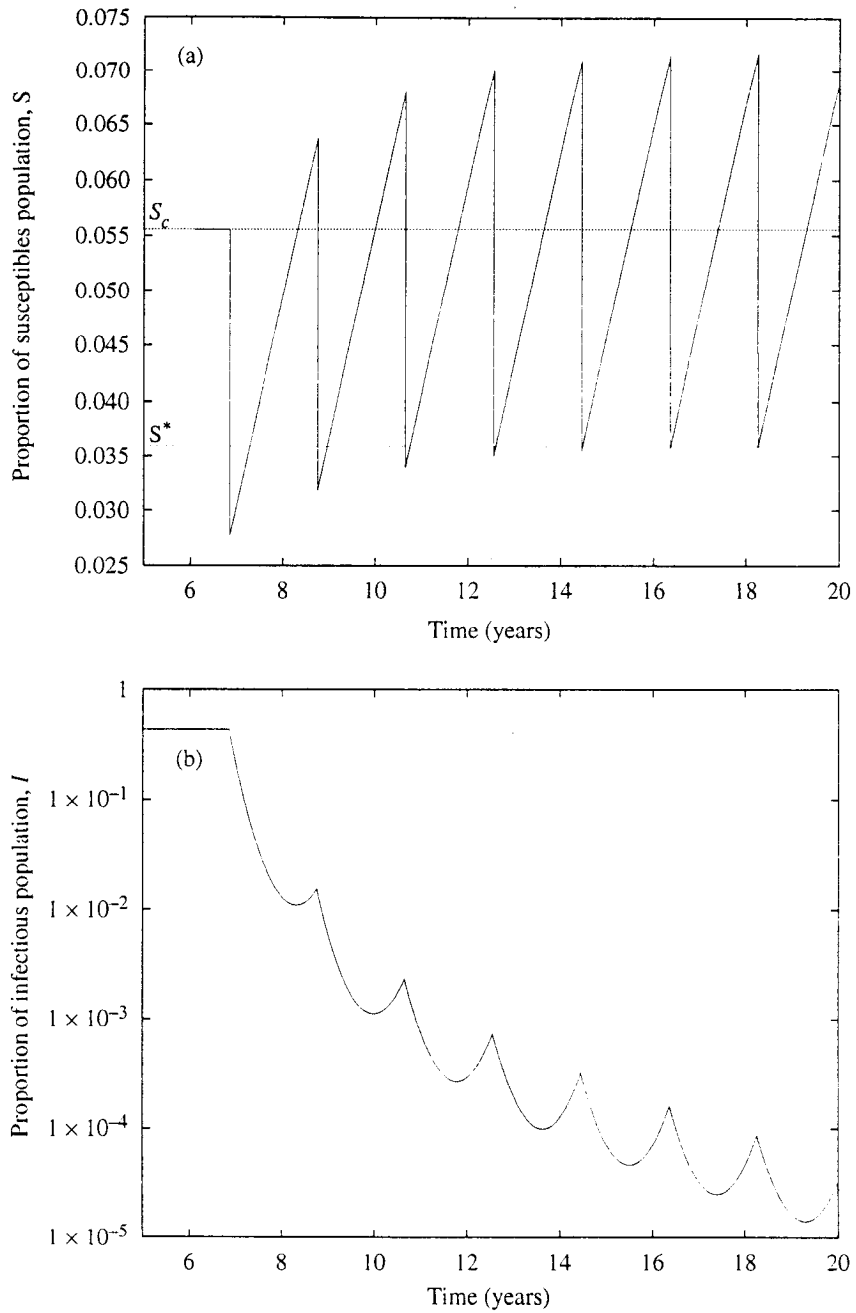 Proportion of susceptibles population, S
0.075
0.070
0.065
0.060
0.055
0.050
0.045
0.040
0.035
0.030
0.025
(a)
S_c
S*
6 8 10 12 14 16 18 20
Time (years)
Proportion of infectious population, I
1
1 × 10⁻¹
1 × 10⁻²
1 × 10⁻³
1 × 10⁻⁴
1 × 10⁻⁵
(b)
6 8 10 12 14 16 18 20
Time (years)